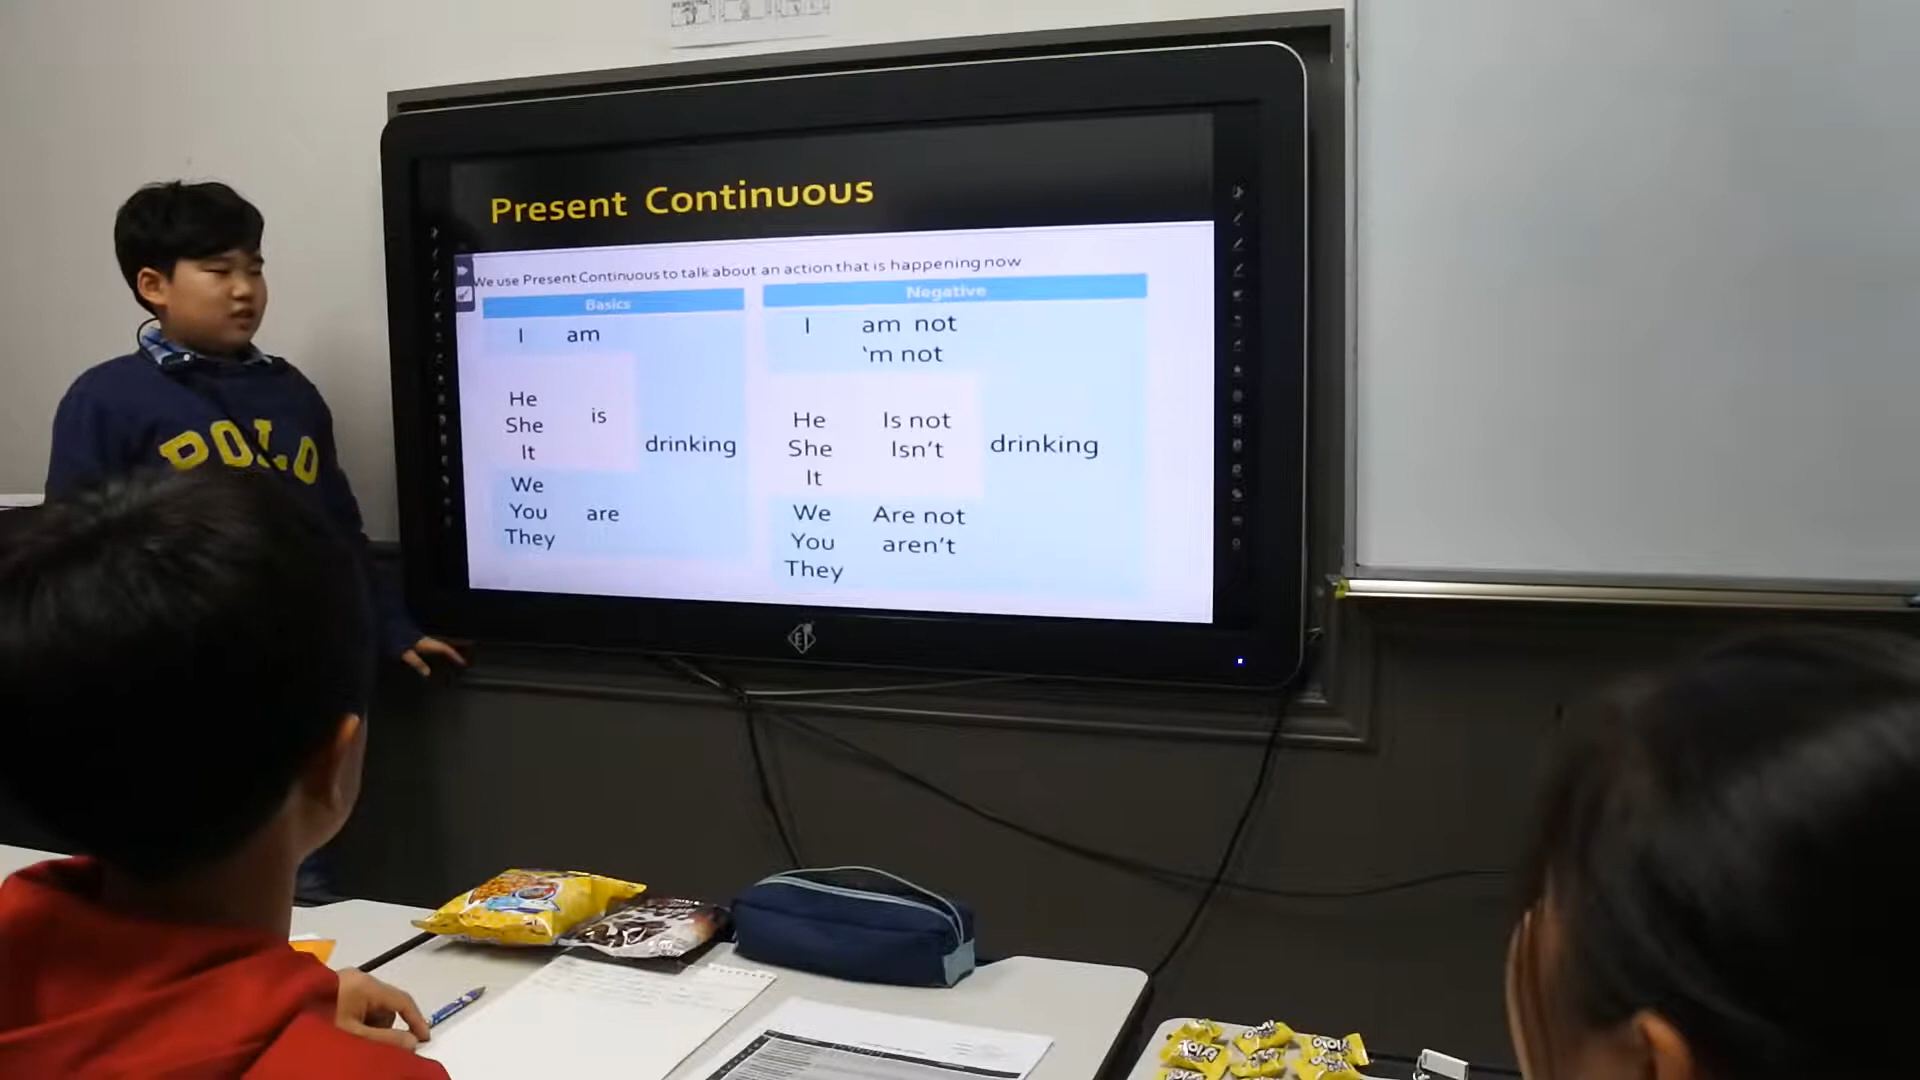 Present Continuous
We use Present Continuous to talk about an action that is happening now
Basics
I am
He
She
It
is
We
You
They
are
drinking
Negative
I am not
'm not
He Is not
She Isn't
It
drinking
We Are not
You aren't
They
POLO
EI